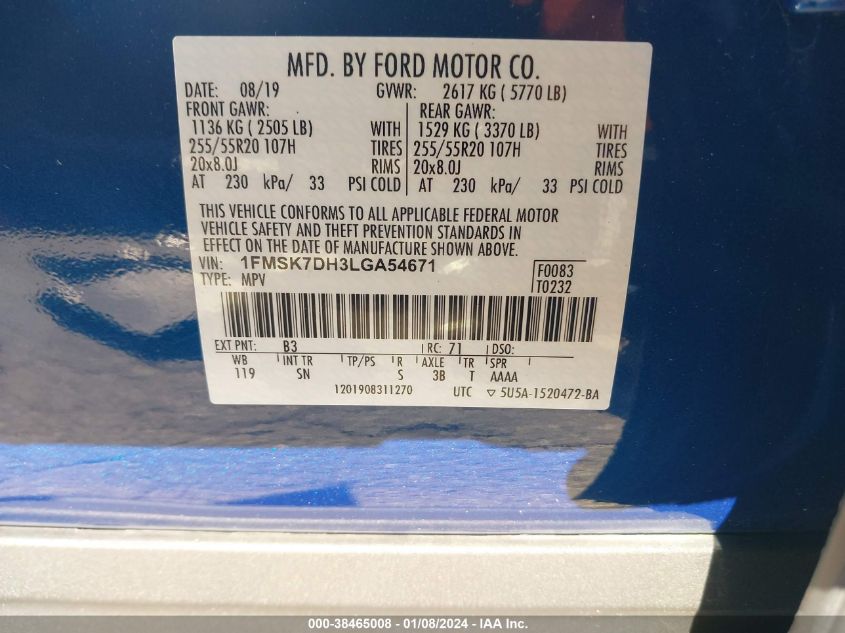 MFD. BY FORD MOTOR CO.
DATE: 08/19 GVWR: 2617 KG ( 5770 LB)
FRONT GAWR: REAR GAWR:
1136 KG ( 2505 LB) WITH 1529 KG ( 3370 LB) WITH
255/55R20 107H TIRES 255/55R20 107H TIRES
20x8.0J RIMS 20x8.0J RIMS
AT 230 kPa/ 33 PSI COLD AT 230 kPa/ 33 PSI COLD
THIS VEHICLE CONFORMS TO ALL APPLICABLE FEDERAL MOTOR
VEHICLE SAFETY AND THEFT PREVENTION STANDARDS IN
EFFECT ON THE DATE OF MANUFACTURE SHOWN ABOVE.
VIN: 1FMSK7DH3LGA54671 F0083
TYPE: MPV T0232
EXT PNT: B3 RC: 71 DSO:
WB INT TR TP/PS R AXLE TR SPR
119 SN S 3B T AAAA
1201908311270 UTC ▽ 5U5A-1520472-BA
000-38465008 - 01/08/2024 - IAA Inc.